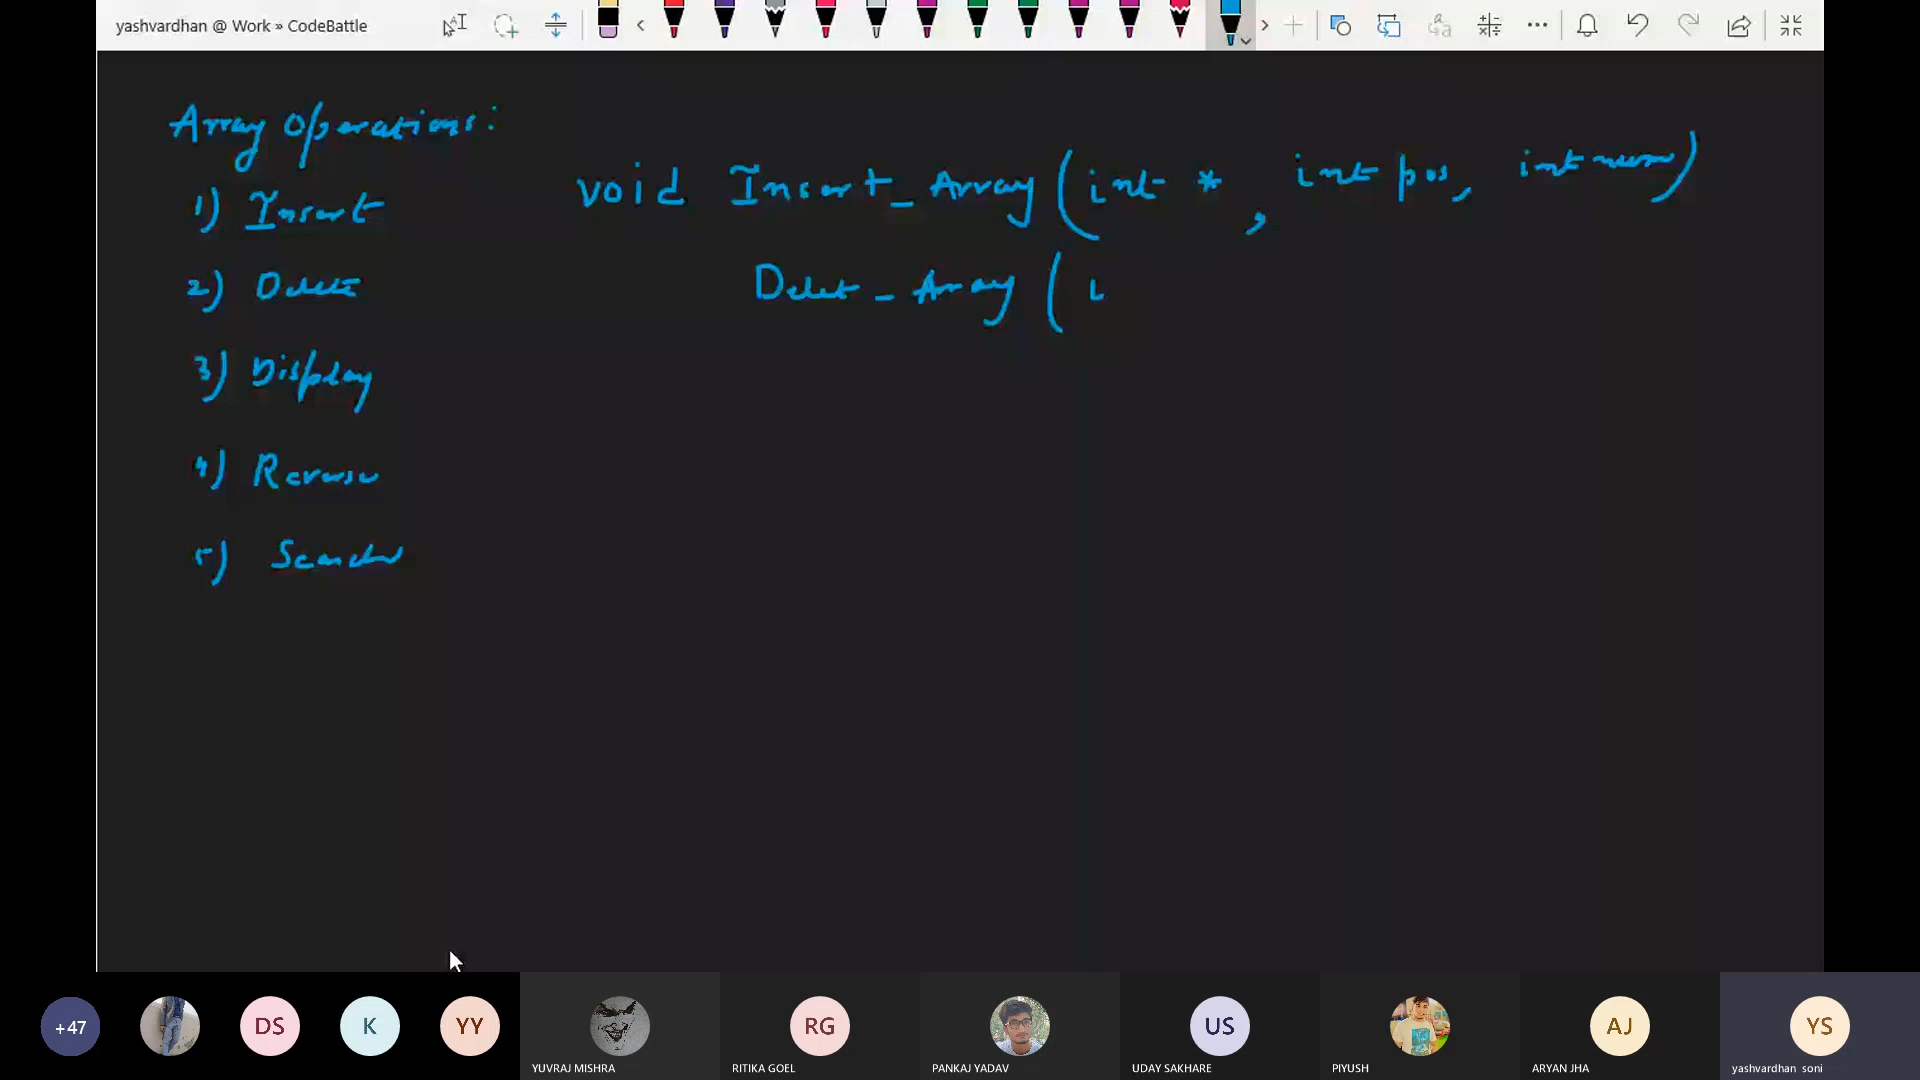 yashvardhan @ Work » CodeBattle
Array Operations:
void Insert_Array(int *, int pos, int num)
1) Insert
Delet_Array( i
2) Delete
3) Display
4) Reverse
5) Search
+47
DS
K
YY
RG
US
AJ
YS
YUVRAJ MISHRA
RITIKA GOEL
PANKAJ YADAV
UDAY SAKHARE
PIYUSH
ARYAN JHA
yashvardhan soni